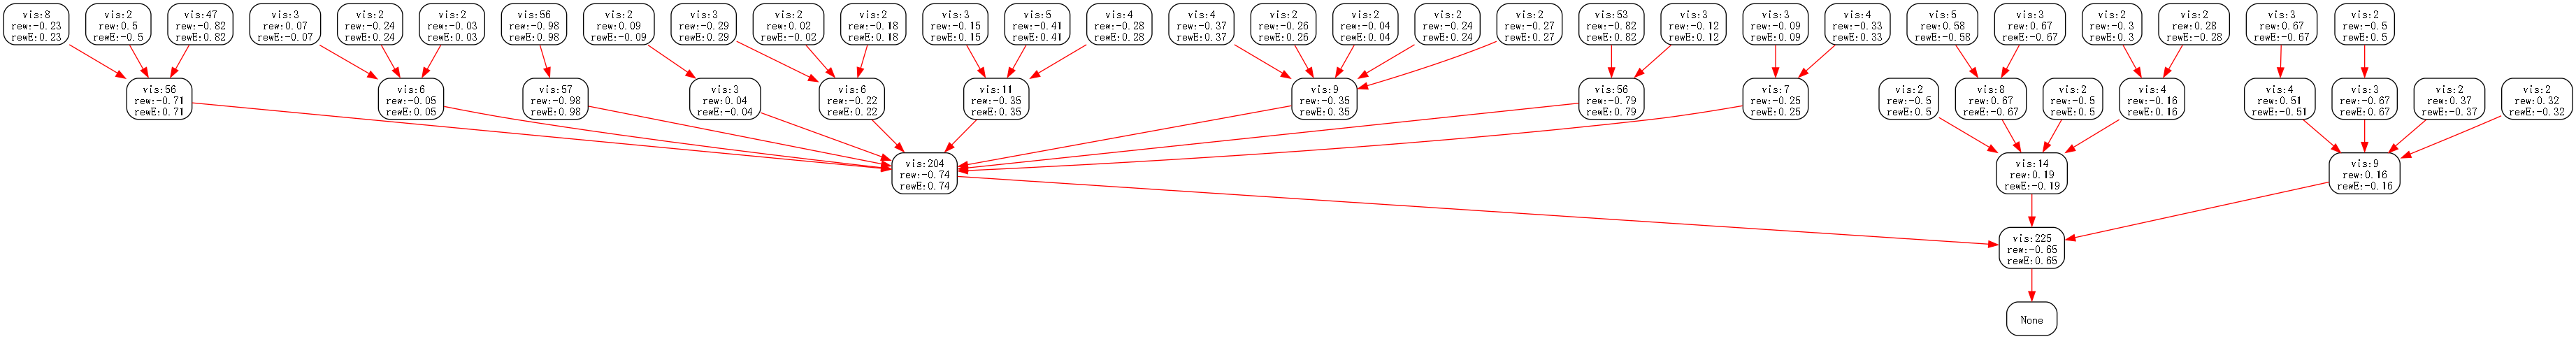 vis:8
rew:-0.23
rewE:0.23
vis:2
rew:0.5
rewE:-0.5
vis:47
rew:-0.82
rewE:0.82
vis:3
rew:0.07
rewE:-0.07
vis:2
rew:-0.24
rewE:0.24
vis:2
rew:-0.03
rewE:0.03
vis:56
rew:-0.98
rewE:0.98
vis:2
rew:0.09
rewE:-0.09
vis:3
rew:-0.29
rewE:0.29
vis:2
rew:0.02
rewE:-0.02
vis:2
rew:-0.18
rewE:0.18
vis:3
rew:-0.15
rewE:0.15
vis:5
rew:-0.41
rewE:0.41
vis:4
rew:-0.28
rewE:0.28
vis:4
rew:-0.37
rewE:0.37
vis:2
rew:-0.26
rewE:0.26
vis:2
rew:-0.04
rewE:0.04
vis:2
rew:-0.24
rewE:0.24
vis:2
rew:-0.27
rewE:0.27
vis:53
rew:-0.82
rewE:0.82
vis:3
rew:-0.12
rewE:0.12
vis:3
rew:-0.09
rewE:0.09
vis:4
rew:-0.33
rewE:0.33
vis:5
rew:0.58
rewE:-0.58
vis:3
rew:0.67
rewE:-0.67
vis:2
rew:-0.3
rewE:0.3
vis:2
rew:0.28
rewE:-0.28
vis:3
rew:0.67
rewE:-0.67
vis:2
rew:-0.5
rewE:0.5
vis:56
rew:-0.71
rewE:0.71
vis:6
rew:-0.05
rewE:0.05
vis:57
rew:-0.98
rewE:0.98
vis:3
rew:0.04
rewE:-0.04
vis:6
rew:-0.22
rewE:0.22
vis:11
rew:-0.35
rewE:0.35
vis:9
rew:-0.35
rewE:0.35
vis:56
rew:-0.79
rewE:0.79
vis:7
rew:-0.25
rewE:0.25
vis:2
rew:-0.5
rewE:0.5
vis:8
rew:0.67
rewE:-0.67
vis:2
rew:-0.5
rewE:0.5
vis:4
rew:-0.16
rewE:0.16
vis:4
rew:0.51
rewE:-0.51
vis:3
rew:-0.67
rewE:0.67
vis:2
rew:0.37
rewE:-0.37
vis:2
rew:0.32
rewE:-0.32
vis:204
rew:-0.74
rewE:0.74
vis:14
rew:0.19
rewE:-0.19
vis:9
rew:0.16
rewE:-0.16
vis:225
rew:-0.65
rewE:0.65
None